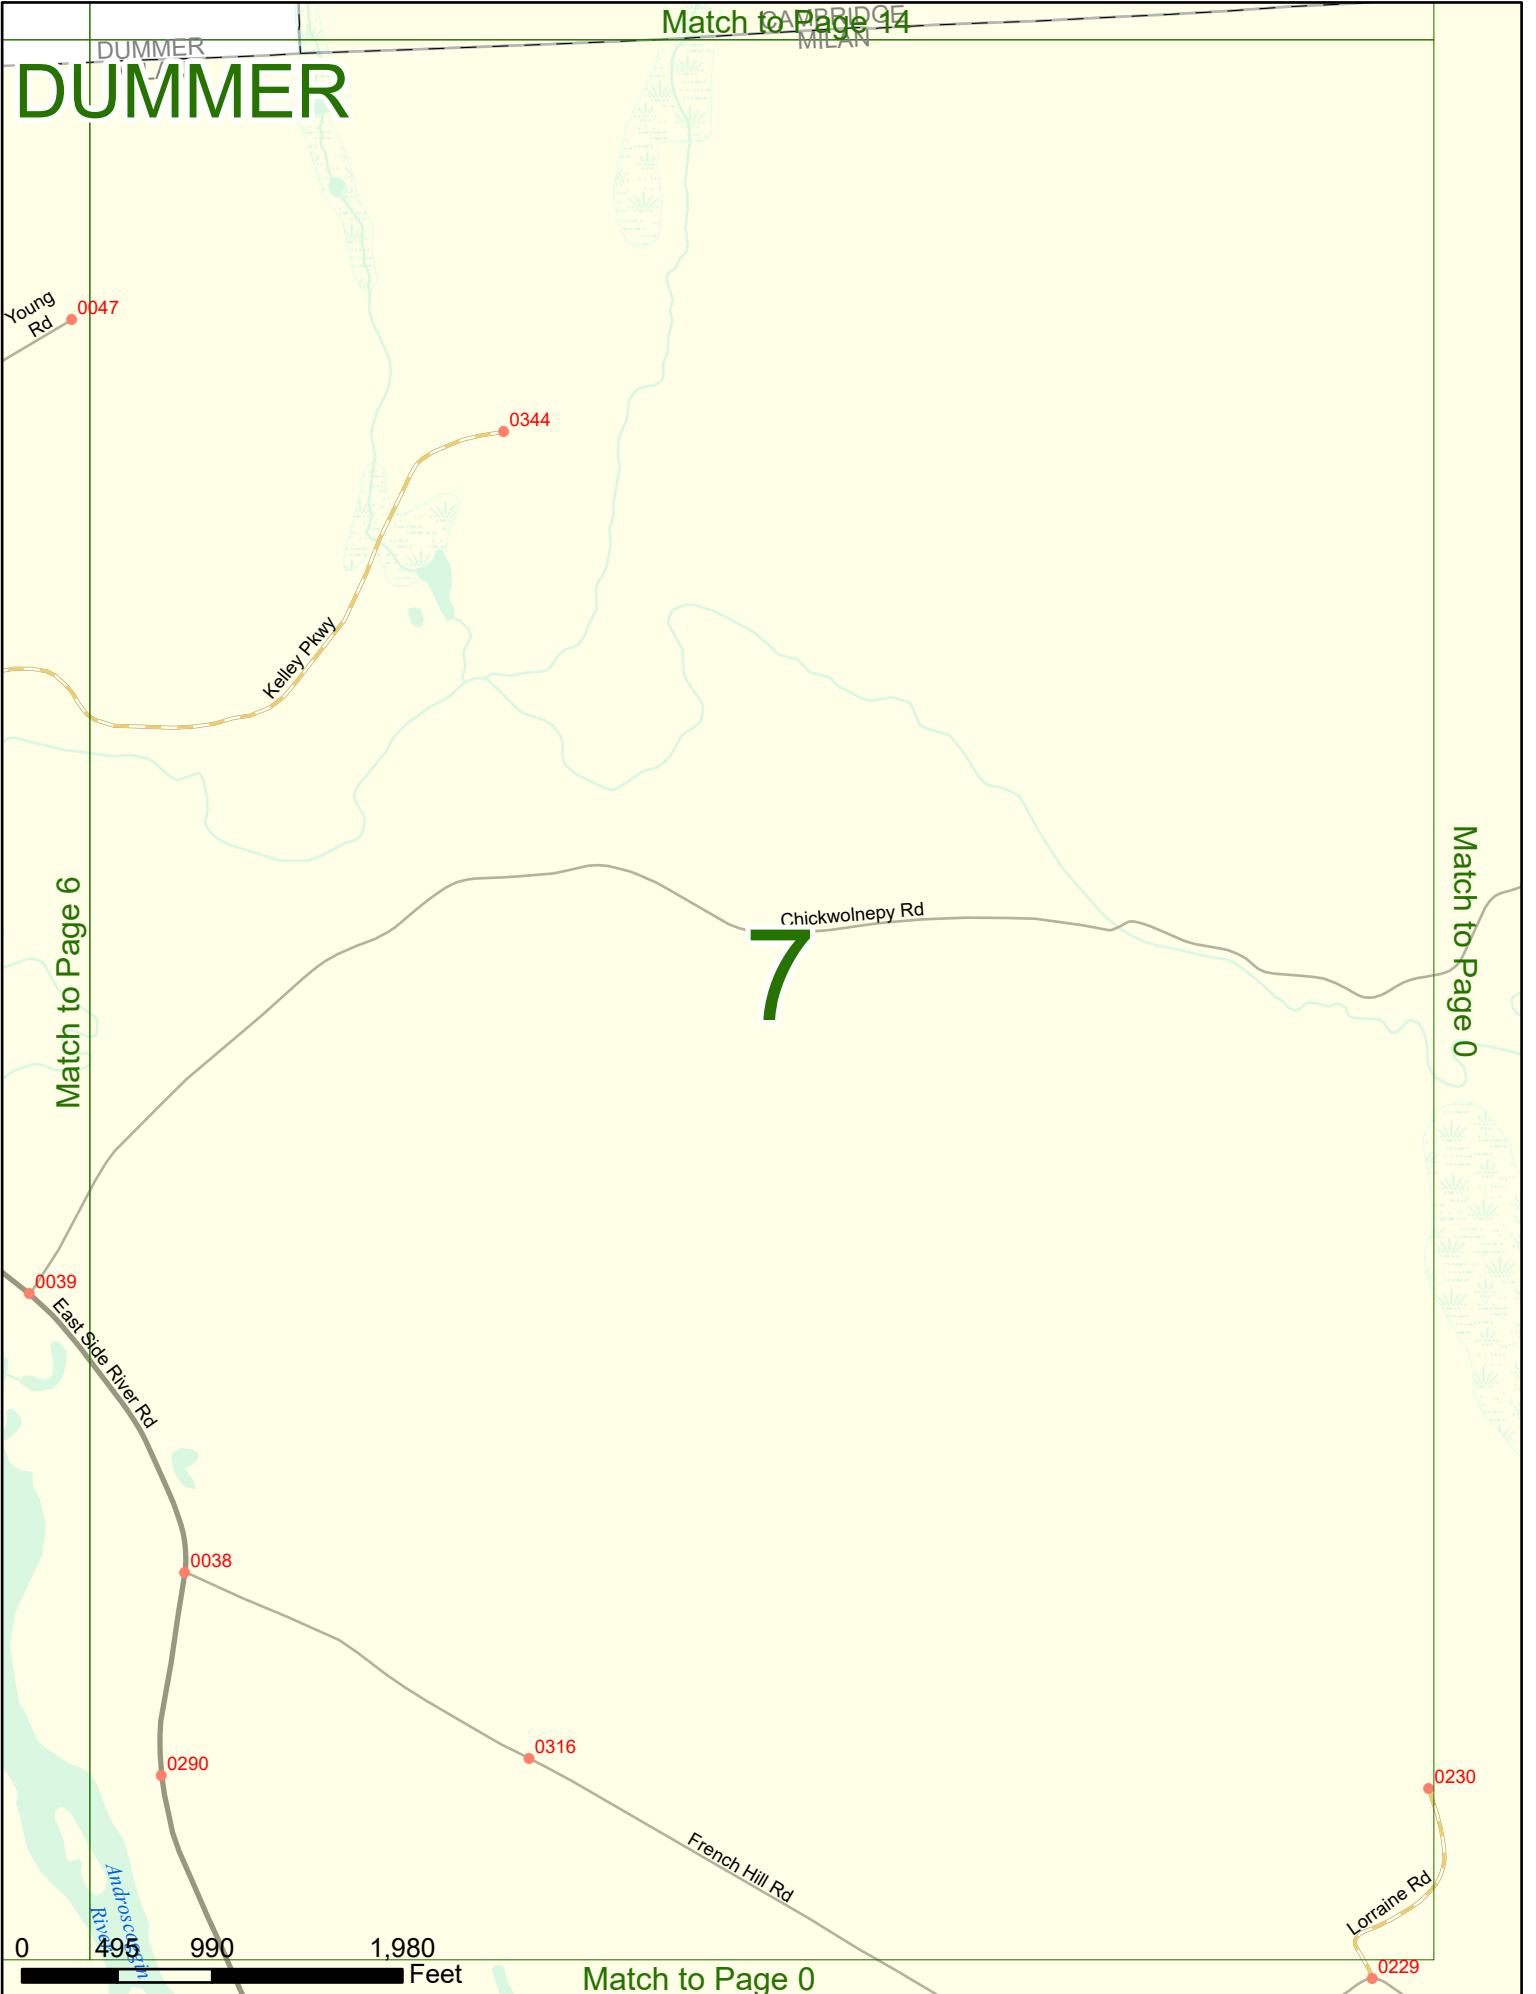 Match to Page 14
CAMBRIDGE
MILAN
DUMMER
DUMMER
Young
Rd
0047
0344
Kelley Pkwy
Match to Page 6
Chickwolnepy Rd
7
Match to Page 0
0039
East Side River Rd
0038
0290
0316
0230
French Hill Rd
Lorraine Rd
0229
Androscoggin
River
0 495 990 1,980
Feet
Match to Page 0